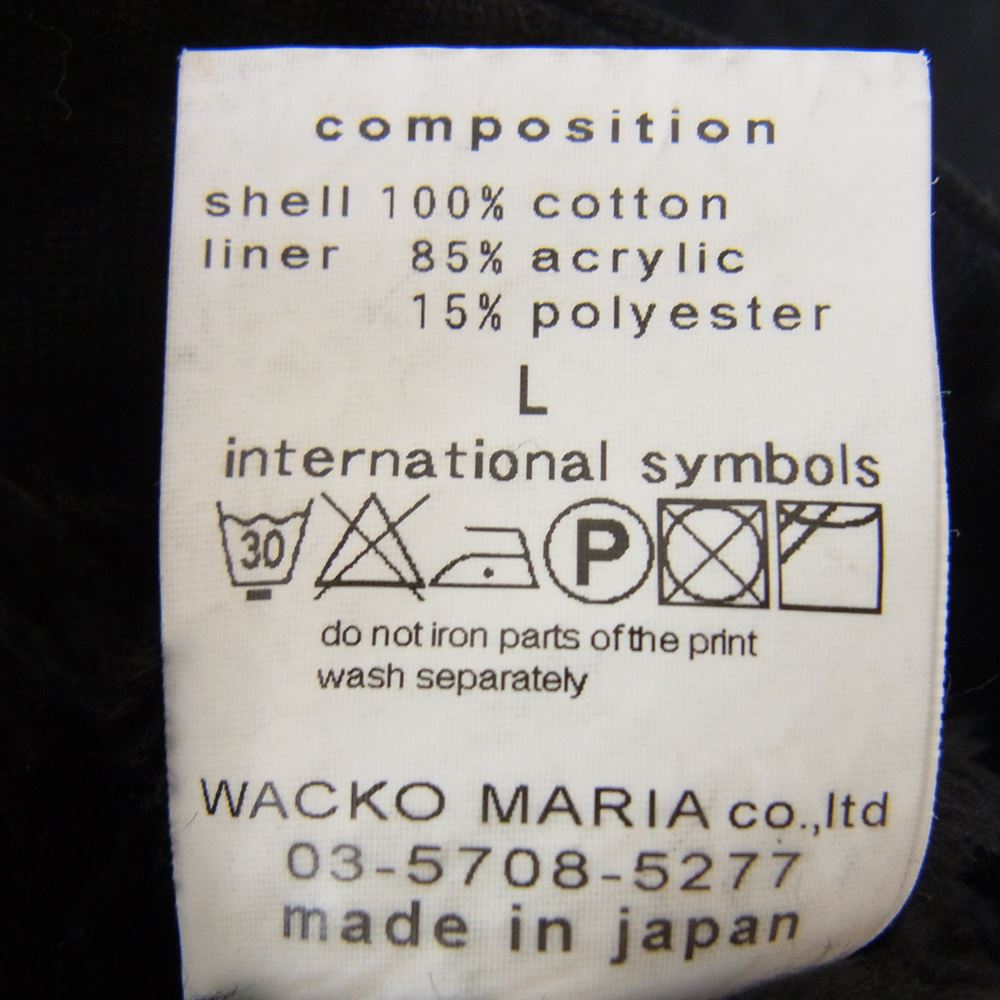 composition
shell 100% cotton
liner 85% acrylic
15% polyester
L
international symbols
30 P
do not iron parts of the print
wash separately
WACKO MARIA co.,ltd
03-5708-5277
made in japan